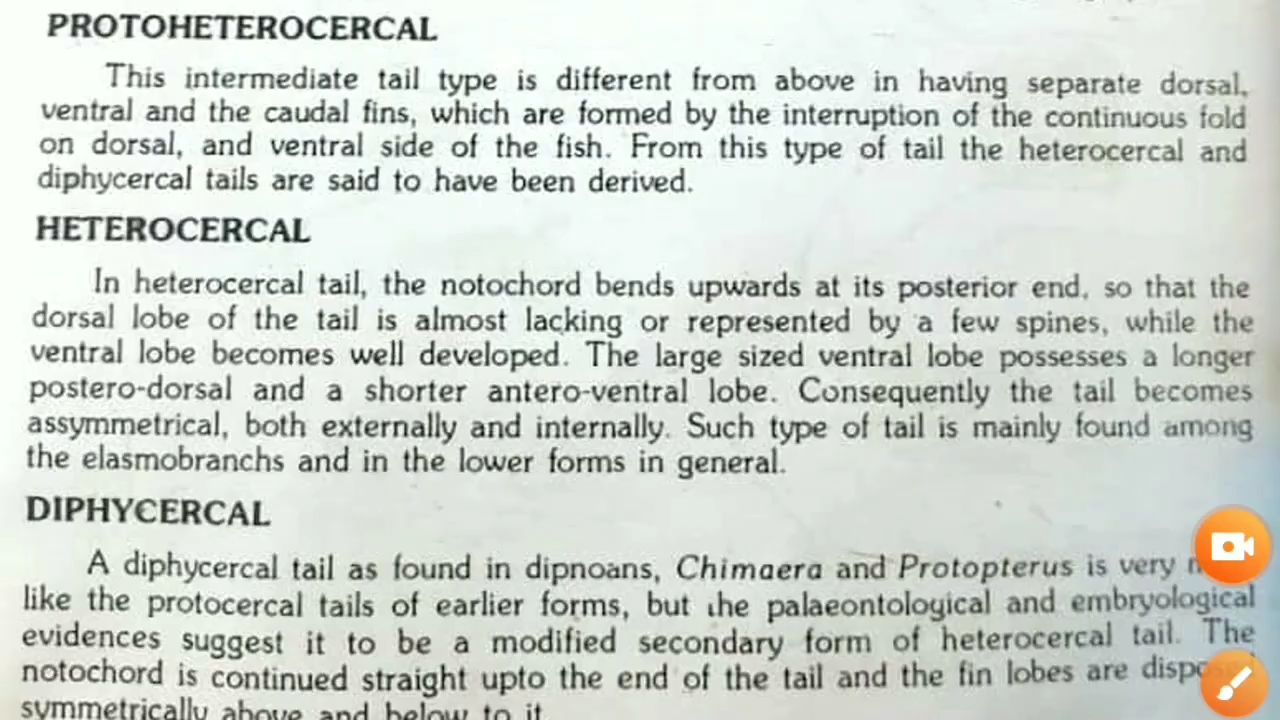 PROTOHETEROCERCAL
This intermediate tail type is different from above in having separate dorsal,
ventral and the caudal fins, which are formed by the interruption of the continuous fold
on dorsal, and ventral side of the fish. From this type of tail the heterocercal and
diphycercal tails are said to have been derived.
HETEROCERCAL
In heterocercal tail, the notochord bends upwards at its posterior end, so that the
dorsal lobe of the tail is almost lacking or represented by a few spines, while the
ventral lobe becomes well developed. The large sized ventral lobe possesses a longer
postero-dorsal and a shorter antero-ventral lobe. Consequently the tail becomes
assymmetrical, both externally and internally. Such type of tail is mainly found among
the elasmobranchs and in the lower forms in general.
DIPHYCERCAL
A diphycercal tail as found in dipnoans, Chimaera and Protopterus is very
like the protocercal tails of earlier forms, but the palaeontological and embryological
evidences suggest it to be a modified secondary form of heterocercal tail. The
notochord is continued straight upto the end of the tail and the fin lobes are
symmetrically above and below to it